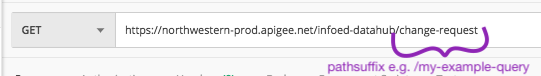 GET https://northwestern-prod.apigee.net/infoed-datahub/change-request
pathsuffix e.g. /my-example-query